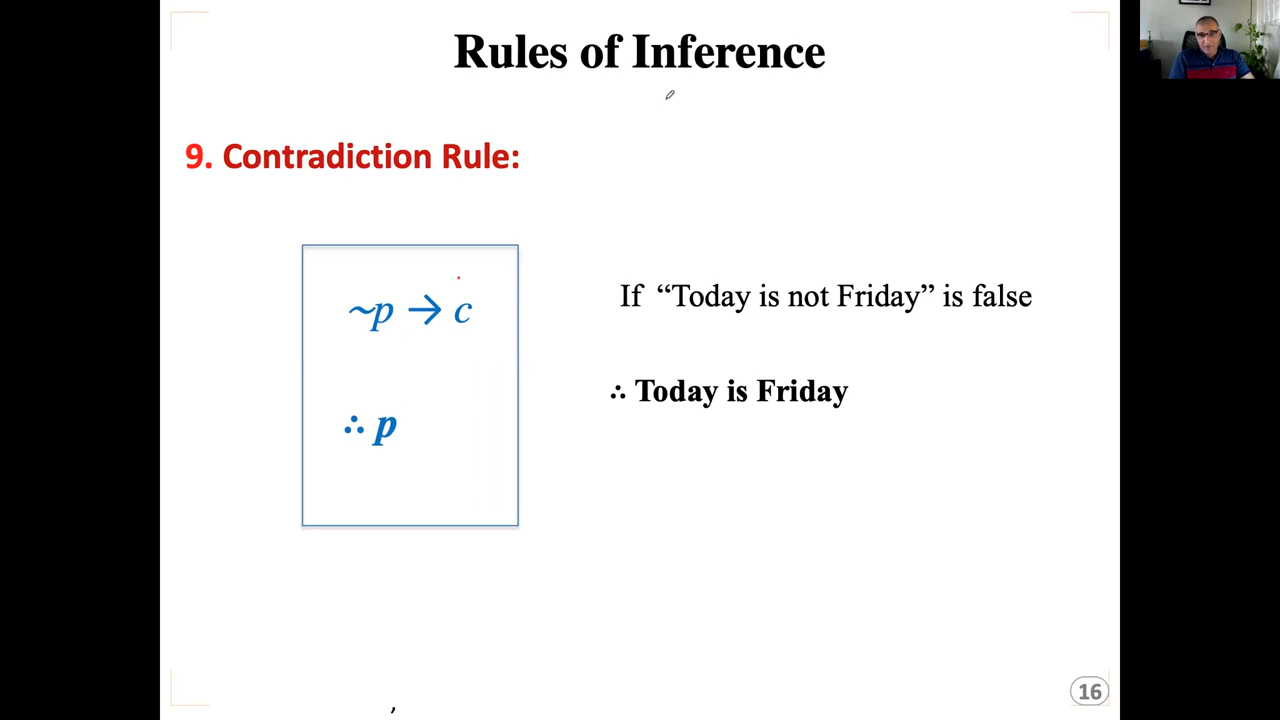 Rules of Inference
9. Contradiction Rule:
~p → c
If “Today is not Friday” is false
∴ Today is Friday
∴ p
16
,